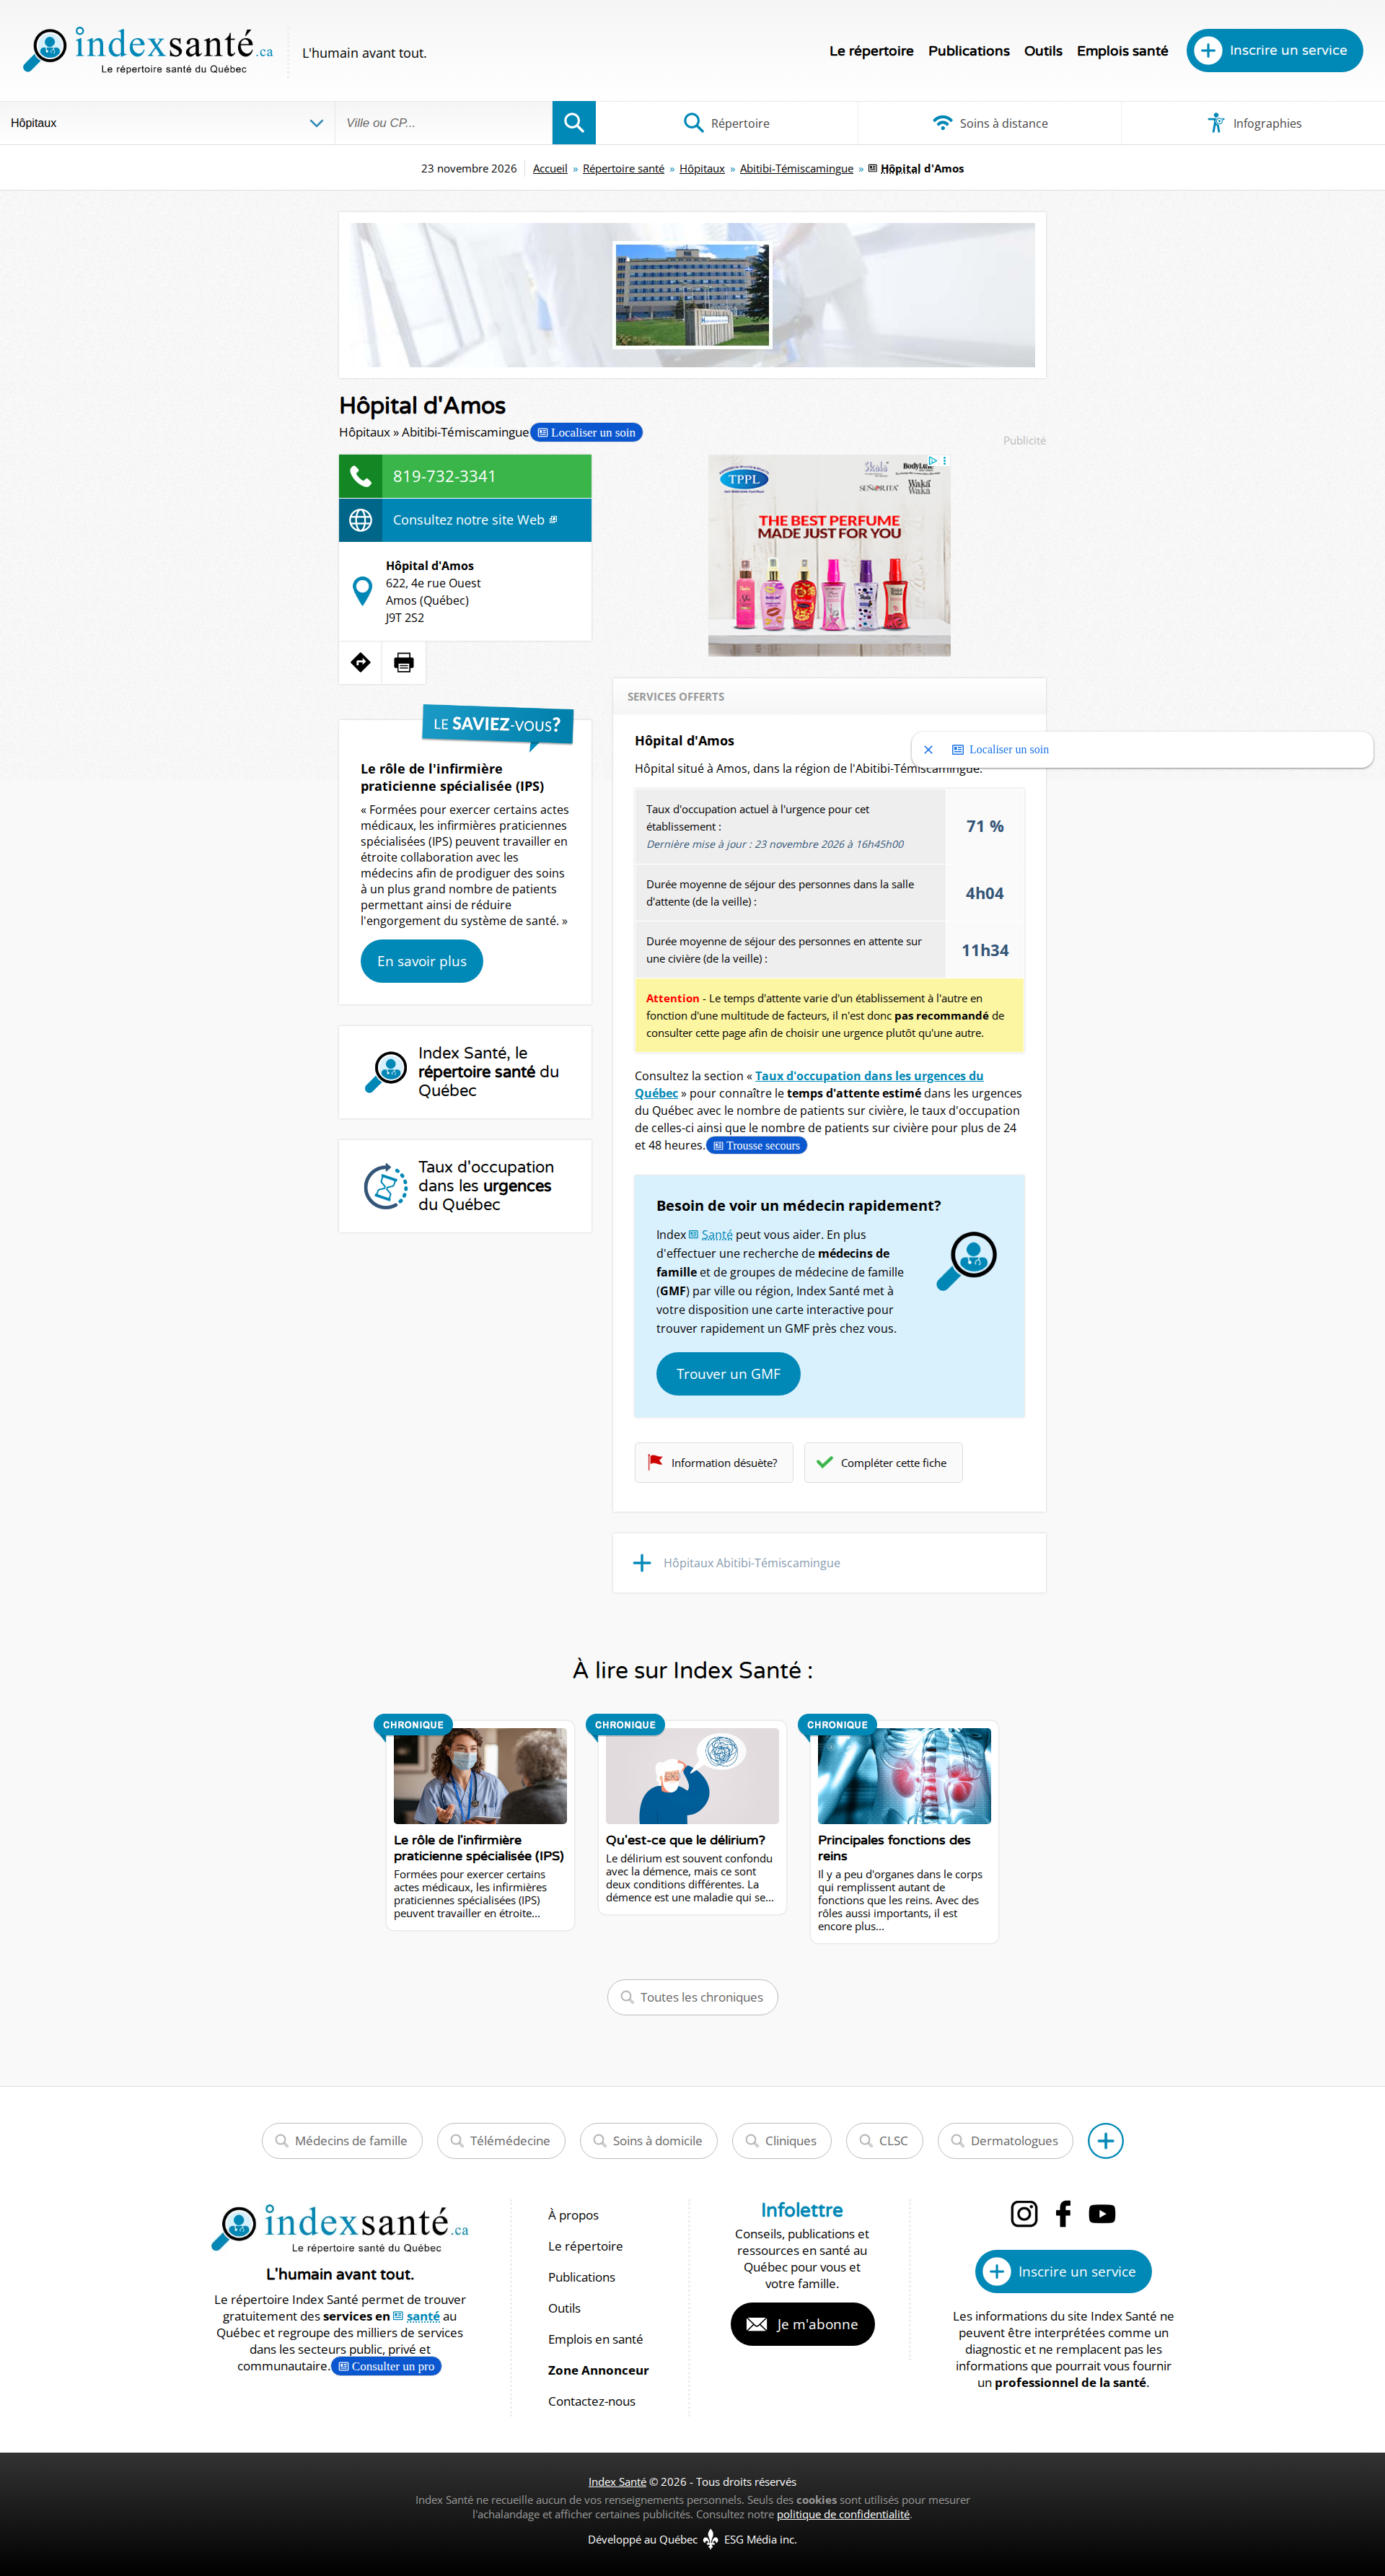 indexsanté.ca
Le répertoire santé du Québec
L'humain avant tout.
Le répertoire
Publications
Outils
Emplois santé
Inscrire un service
Hôpitaux
Ville ou CP...
Répertoire
Soins à distance
Infographies
23 novembre 2026
Accueil » Répertoire santé » Hôpitaux » Abitibi-Témiscamingue » Hôpital d'Amos
Hôpital d'Amos
Hôpitaux » Abitibi-Témiscamingue Localiser un soin
Publicité
819-732-3341
Consultez notre site Web
Hôpital d'Amos
622, 4e rue Ouest
Amos (Québec)
J9T 2S2
TPPL
Skala
BodyLuv
SEÑORITA
Waka Waka
THE BEST PERFUME
MADE JUST FOR YOU
LE SAVIEZ-VOUS?
Le rôle de l'infirmière
praticienne spécialisée (IPS)
« Formées pour exercer certains actes
médicaux, les infirmières praticiennes
spécialisées (IPS) peuvent travailler en
étroite collaboration avec les
médecins afin de prodiguer des soins
à un plus grand nombre de patients
permettant ainsi de réduire
l'engorgement du système de santé. »
En savoir plus
Index Santé, le
répertoire santé du
Québec
Taux d'occupation
dans les urgences
du Québec
SERVICES OFFERTS
Hôpital d'Amos
Localiser un soin
Hôpital situé à Amos, dans la région de l'Abitibi-Témiscamingue.
Taux d'occupation actuel à l'urgence pour cet
établissement :
Dernière mise à jour : 23 novembre 2026 à 16h45h00
71 %
Durée moyenne de séjour des personnes dans la salle
d'attente (de la veille) :
4h04
Durée moyenne de séjour des personnes en attente sur
une civière (de la veille) :
11h34
Attention - Le temps d'attente varie d'un établissement à l'autre en
fonction d'une multitude de facteurs, il n'est donc pas recommandé de
consulter cette page afin de choisir une urgence plutôt qu'une autre.
Consultez la section « Taux d'occupation dans les urgences du
Québec » pour connaître le temps d'attente estimé dans les urgences
du Québec avec le nombre de patients sur civière, le taux d'occupation
de celles-ci ainsi que le nombre de patients sur civière pour plus de 24
et 48 heures. Trousse secours
Besoin de voir un médecin rapidement?
Index Santé peut vous aider. En plus
d'effectuer une recherche de médecins de
famille et de groupes de médecine de famille
(GMF) par ville ou région, Index Santé met à
votre disposition une carte interactive pour
trouver rapidement un GMF près chez vous.
Trouver un GMF
Information désuète?
Compléter cette fiche
Hôpitaux Abitibi-Témiscamingue
À lire sur Index Santé :
CHRONIQUE
Le rôle de l'infirmière
praticienne spécialisée (IPS)
Formées pour exercer certains
actes médicaux, les infirmières
praticiennes spécialisées (IPS)
peuvent travailler en étroite...
CHRONIQUE
Qu'est-ce que le délirium?
Le délirium est souvent confondu
avec la démence, mais ce sont
deux conditions différentes. La
démence est une maladie qui se...
CHRONIQUE
Principales fonctions des
reins
Il y a peu d'organes dans le corps
qui remplissent autant de
fonctions que les reins. Avec des
rôles aussi importants, il est
encore plus...
Toutes les chroniques
Médecins de famille
Télémédecine
Soins à domicile
Cliniques
CLSC
Dermatologues
indexsanté.ca
Le répertoire santé du Québec
L'humain avant tout.
Le répertoire Index Santé permet de trouver
gratuitement des services en santé au
Québec et regroupe des milliers de services
dans les secteurs public, privé et
communautaire. Consulter un pro
À propos
Le répertoire
Publications
Outils
Emplois en santé
Zone Annonceur
Contactez-nous
Infolettre
Conseils, publications et
ressources en santé au
Québec pour vous et
votre famille.
Je m'abonne
Inscrire un service
Les informations du site Index Santé ne
peuvent être interprétées comme un
diagnostic et ne remplacent pas les
informations que pourrait vous fournir
un professionnel de la santé.
Index Santé © 2026 - Tous droits réservés
Index Santé ne recueille aucun de vos renseignements personnels. Seuls des cookies sont utilisés pour mesurer
l'achalandage et afficher certaines publicités. Consultez notre politique de confidentialité.
Développé au Québec ESG Média inc.